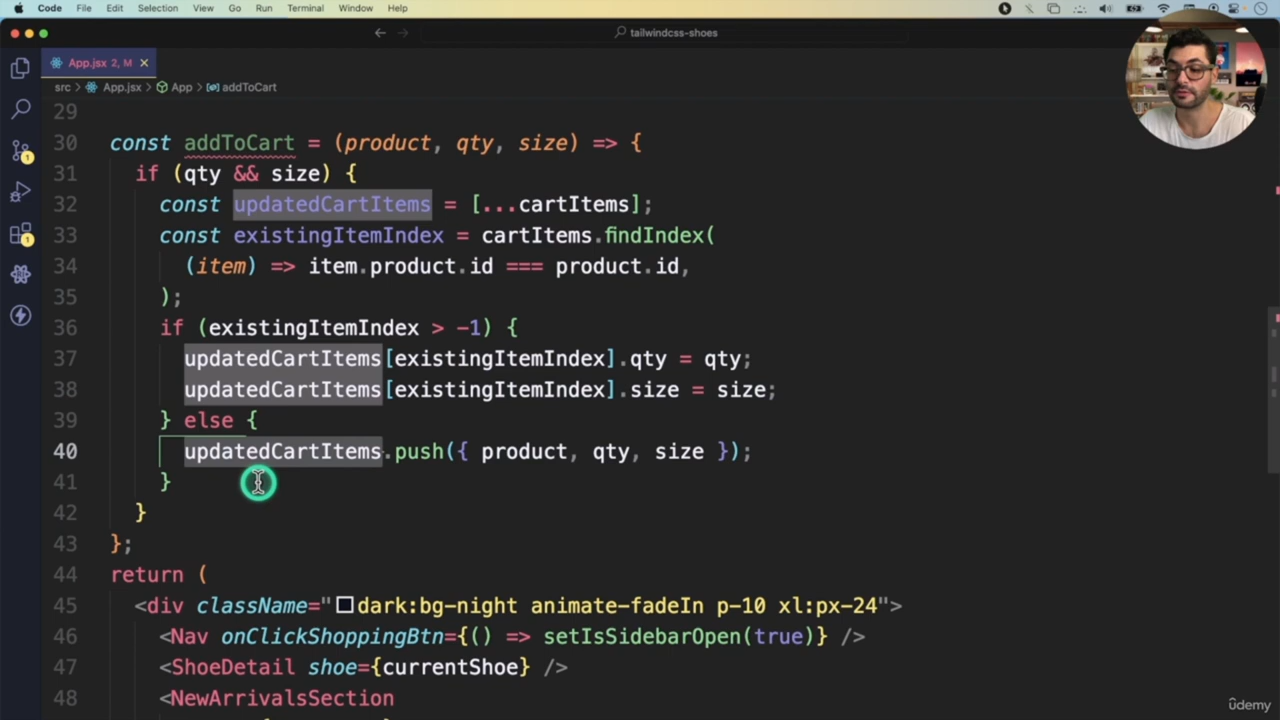 Code File Edit Selection View Go Run Terminal Window Help
tailwindcss-shoes
App.jsx 2, M
src > App.jsx > App > addToCart
29
30 const addToCart = (product, qty, size) => {
31 if (qty && size) {
32 const updatedCartItems = [...cartItems];
33 const existingItemIndex = cartItems.findIndex(
34 (item) => item.product.id === product.id,
35 );
36 if (existingItemIndex > -1) {
37 updatedCartItems[existingItemIndex].qty = qty;
38 updatedCartItems[existingItemIndex].size = size;
39 } else {
40 updatedCartItems.push({ product, qty, size });
41 }
42 }
43 };
44 return (
45 <div className="dark:bg-night animate-fadeIn p-10 xl:px-24">
46 <Nav onClickShoppingBtn={() => setIsSidebarOpen(true)} />
47 <ShoeDetail shoe={currentShoe} />
48 <NewArrivalsSection
1
1
udemy